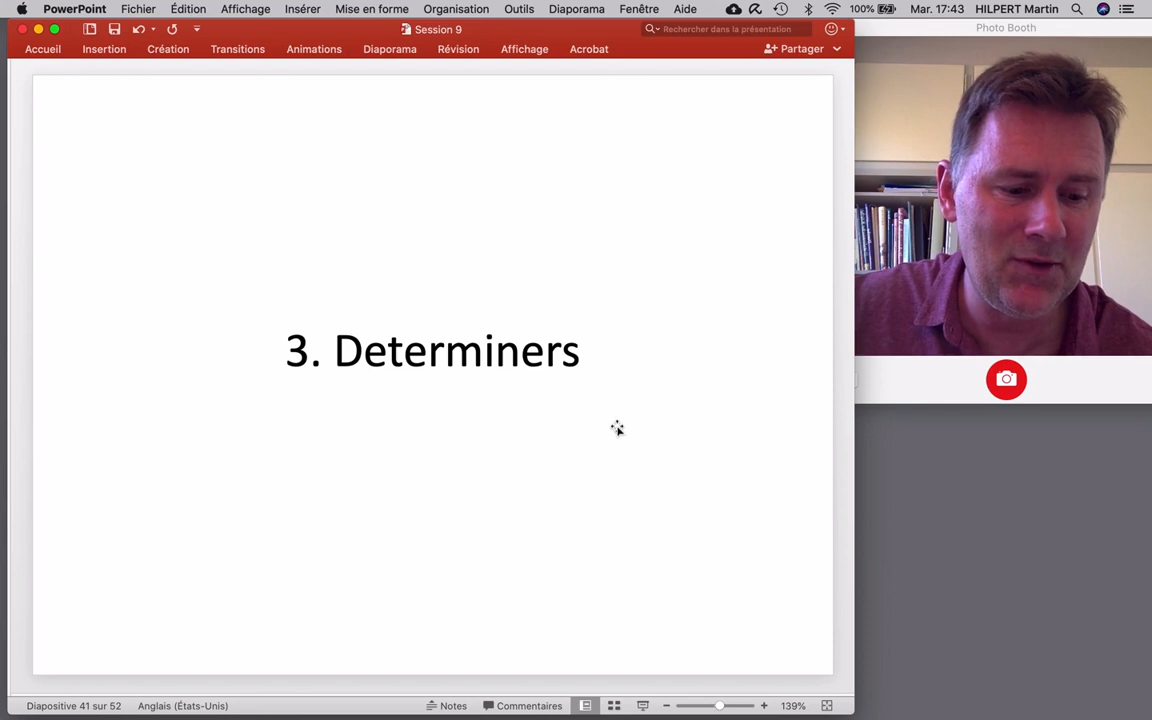 PowerPoint Fichier Édition Affichage Insérer Mise en forme Organisation Outils Diaporama Fenêtre Aide 100% Mar. 17:43 HILPERT Martin
Session 9
Rechercher dans la présentation
Photo Booth
Accueil Insertion Création Transitions Animations Diaporama Révision Affichage Acrobat Partager
3. Determiners
Diapositive 41 sur 52 Anglais (États-Unis) Notes Commentaires 139%